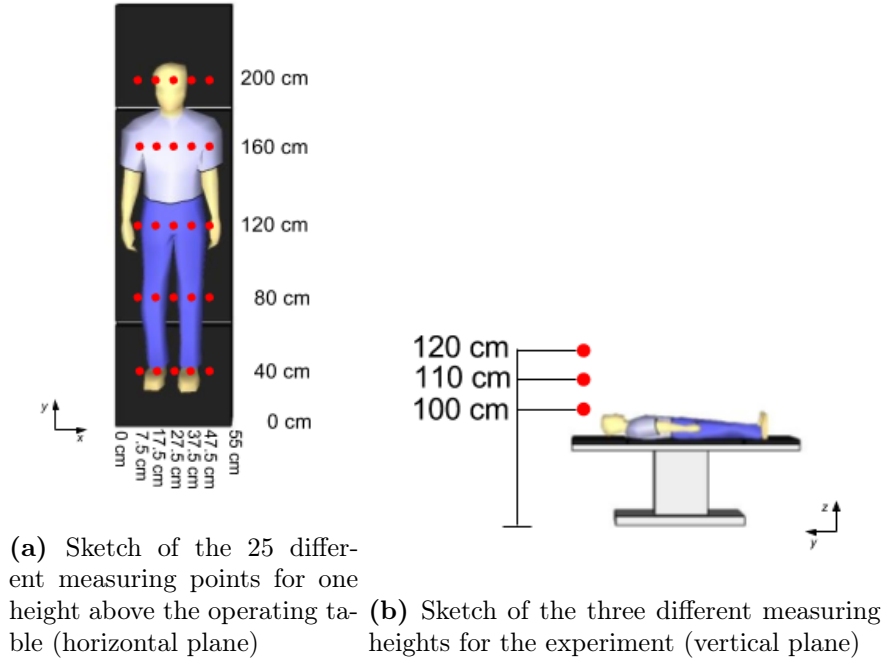 200 cm
160 cm
120 cm
80 cm
40 cm
0 cm
y
x
0 cm
7.5 cm
17.5 cm
27.5 cm
37.5 cm
47.5 cm
55 cm
(a) Sketch of the 25 differ-
ent measuring points for one
height above the operating ta-
ble (horizontal plane)
120 cm
110 cm
100 cm
z
y
(b) Sketch of the three different measuring
heights for the experiment (vertical plane)